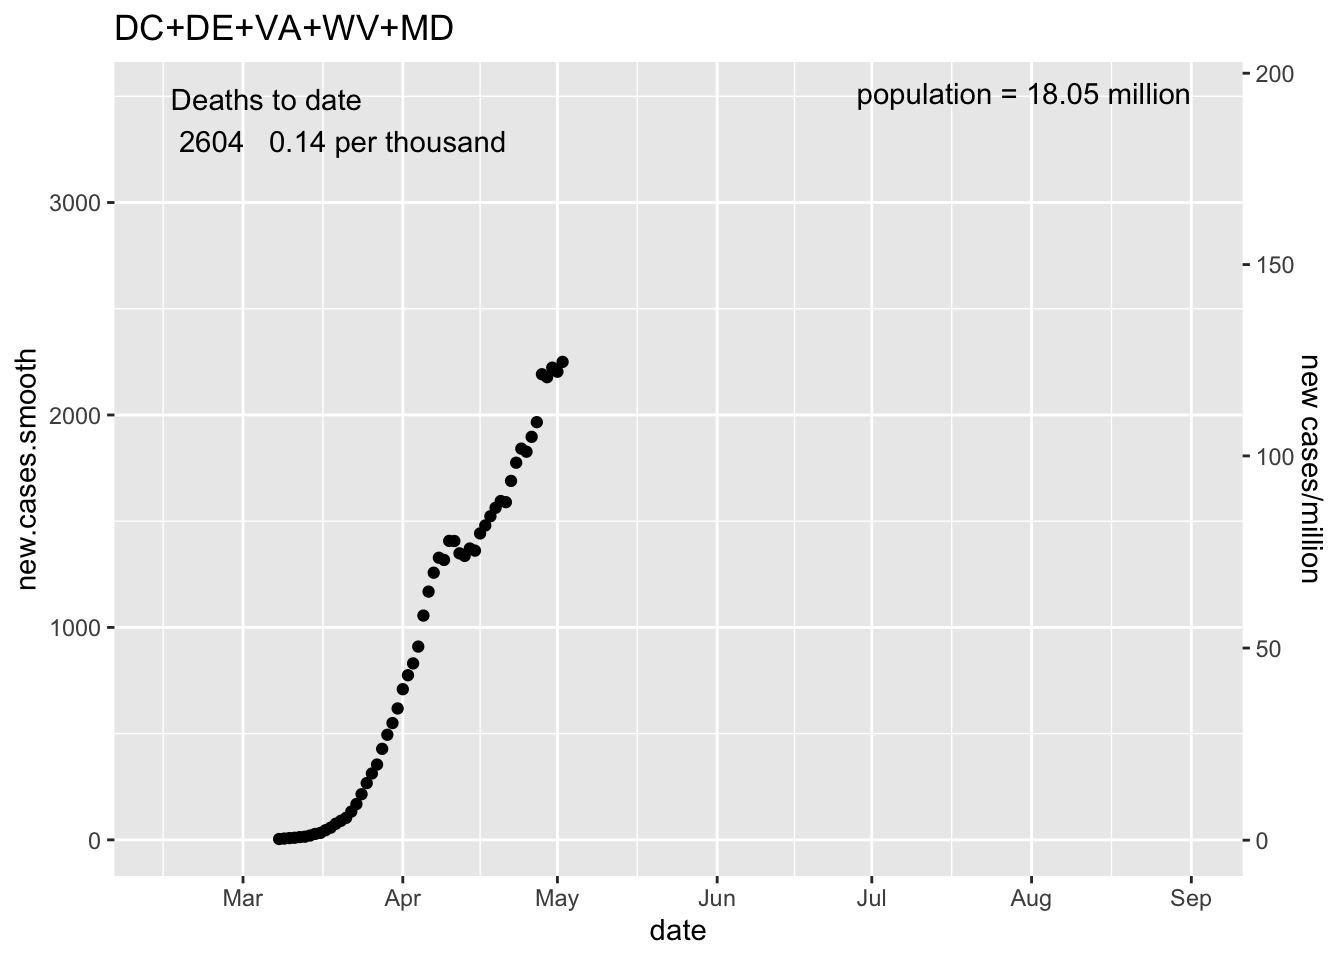 DC+DE+VA+WV+MD
Deaths to date
2604   0.14 per thousand
population = 18.05 million
new.cases.smooth
3000
2000
1000
0
200
150
100
50
0
new cases/million
Mar
Apr
May
Jun
Jul
Aug
Sep
date